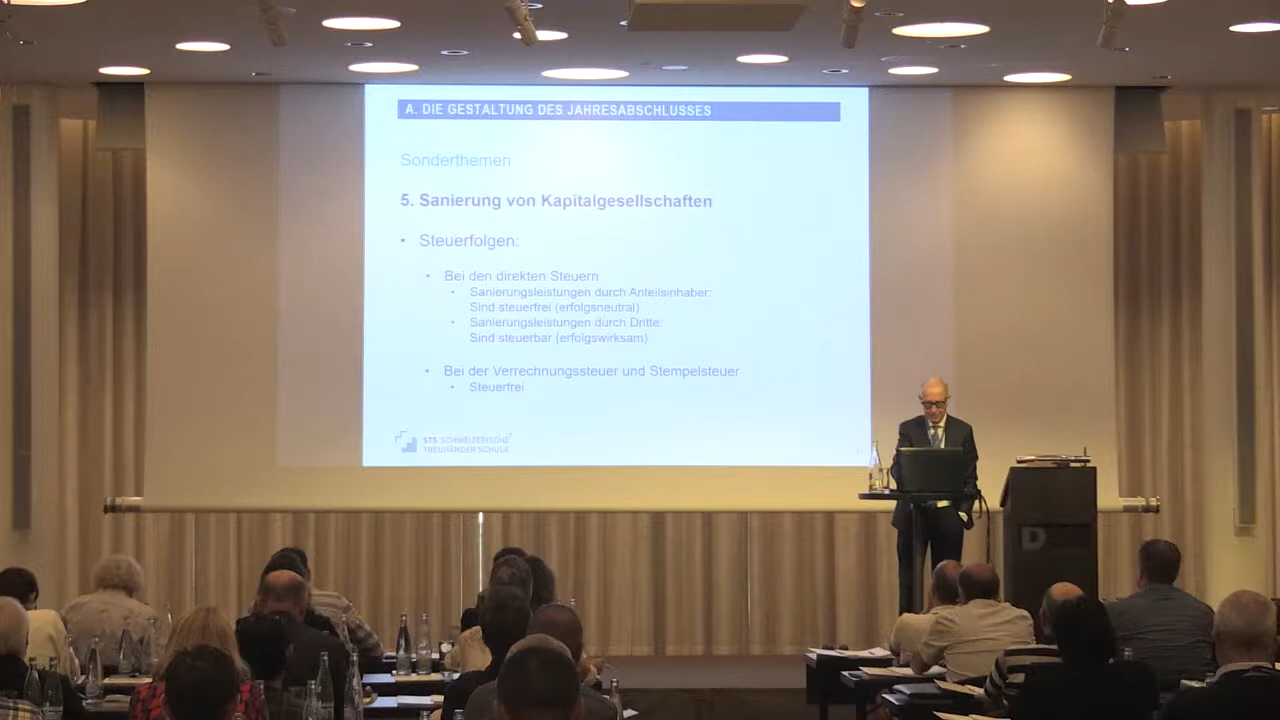 A. DIE GESTALTUNG DES JAHRESABSCHLUSSES
Sonderthemen
5. Sanierung von Kapitalgesellschaften
• Steuerfolgen:
• Bei den direkten Steuern
• Sanierungsleistungen durch Anteilsinhaber:
Sind steuerfrei (erfolgsneutral)
• Sanierungsleistungen durch Dritte:
Sind steuerbar (erfolgswirksam)
• Bei der Verrechnungssteuer und Stempelsteuer
• Steuerfrei
STS SCHWEIZERISCHE
TREUHÄNDER SCHULE
D